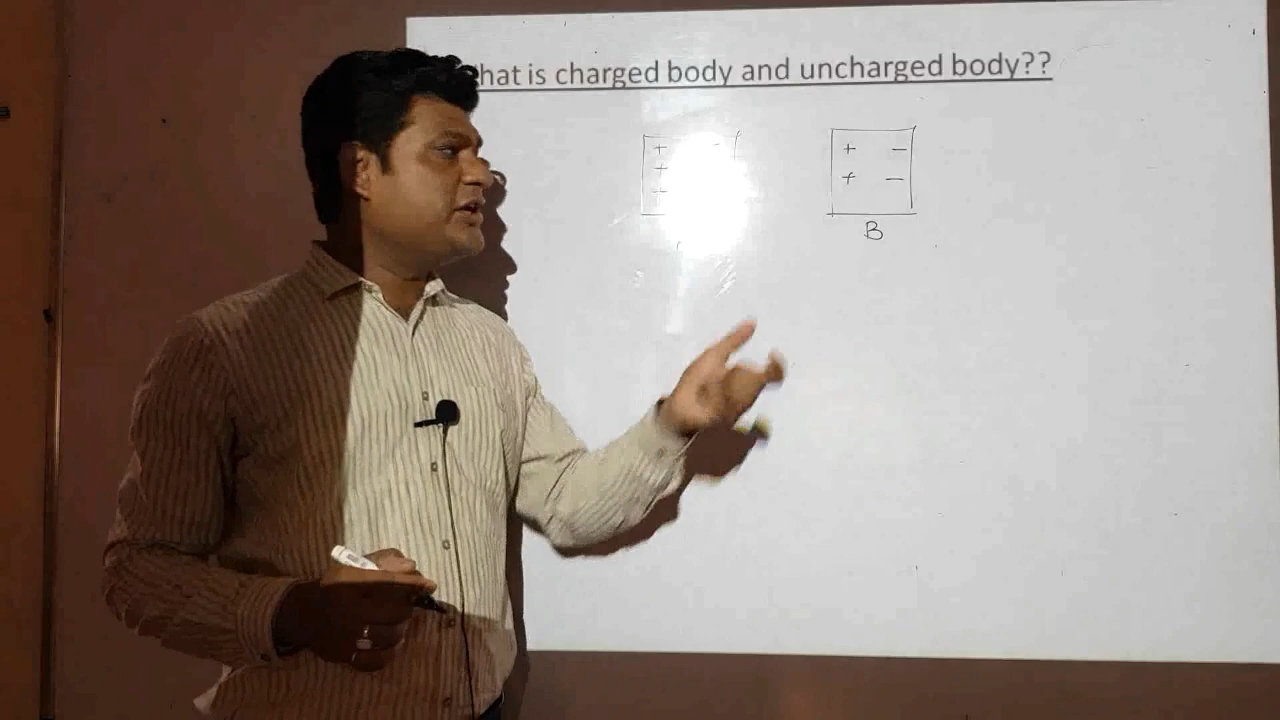 hat is charged body and uncharged body??
+ -
+
+
+ -
+ -
B